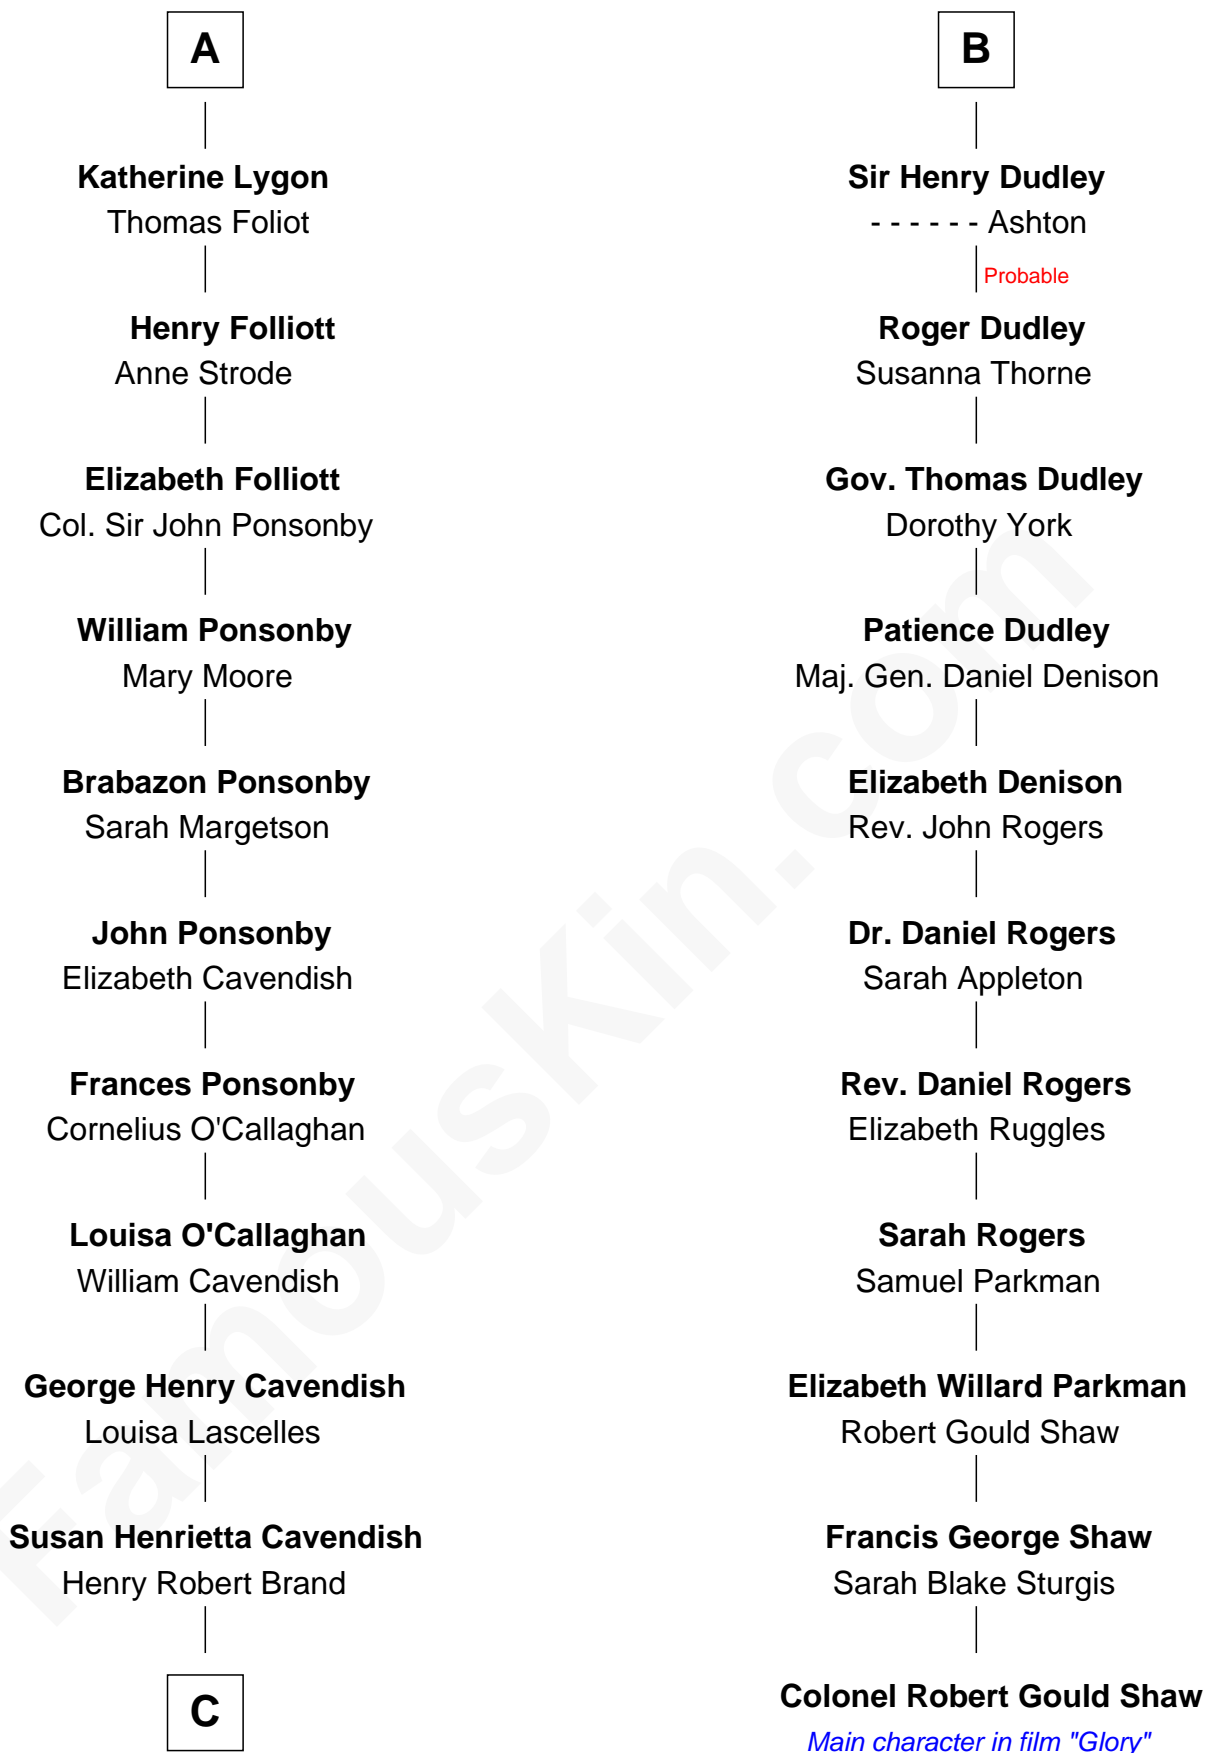 A
Katherine Lygon
Thomas Foliot
Henry Folliott
Anne Strode
Elizabeth Folliott
Col. Sir John Ponsonby
William Ponsonby
Mary Moore
Brabazon Ponsonby
Sarah Margetson
John Ponsonby
Elizabeth Cavendish
Frances Ponsonby
Cornelius O'Callaghan
Louisa O'Callaghan
William Cavendish
George Henry Cavendish
Louisa Lascelles
Susan Henrietta Cavendish
Henry Robert Brand
C
B
Sir Henry Dudley
- - - - - - Ashton
Probable
Roger Dudley
Susanna Thorne
Gov. Thomas Dudley
Dorothy York
Patience Dudley
Maj. Gen. Daniel Denison
Elizabeth Denison
Rev. John Rogers
Dr. Daniel Rogers
Sarah Appleton
Rev. Daniel Rogers
Elizabeth Ruggles
Sarah Rogers
Samuel Parkman
Elizabeth Willard Parkman
Robert Gould Shaw
Francis George Shaw
Sarah Blake Sturgis
Colonel Robert Gould Shaw
Main character in film "Glory"
FamousKin.com